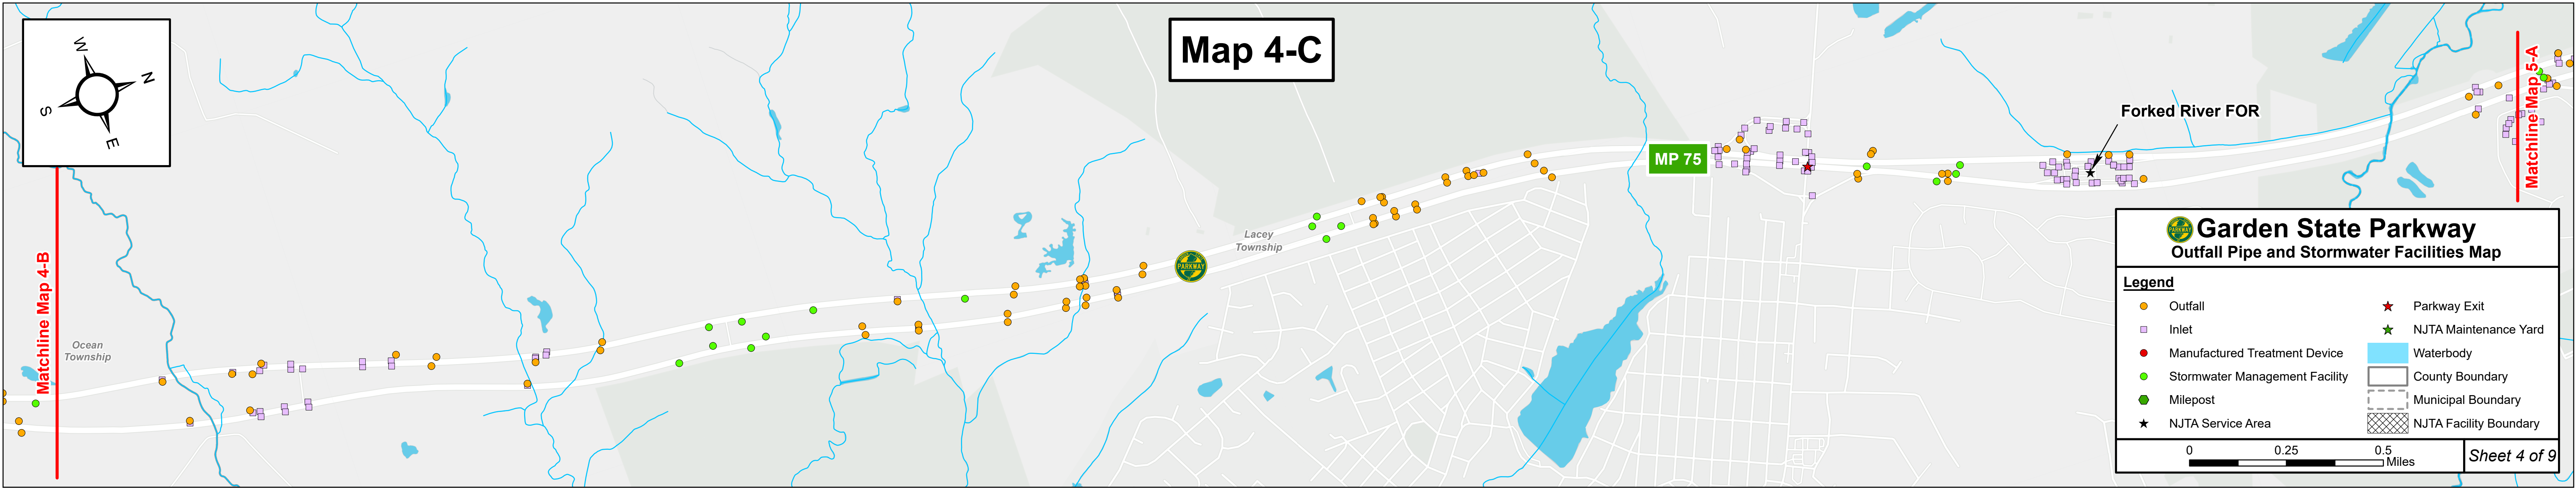 Map 4-C
W
N
S
E
Matchline Map 4-B
Ocean
Township
PARKWAY
Lacey
Township
MP 75
Forked River FOR
Matchline Map 5-A
PARKWAY
Garden State Parkway
Outfall Pipe and Stormwater Facilities Map
Legend
Outfall
Inlet
Manufactured Treatment Device
Stormwater Management Facility
Milepost
NJTA Service Area
Parkway Exit
NJTA Maintenance Yard
Waterbody
County Boundary
Municipal Boundary
NJTA Facility Boundary
0 0.25 0.5
Miles
Sheet 4 of 9